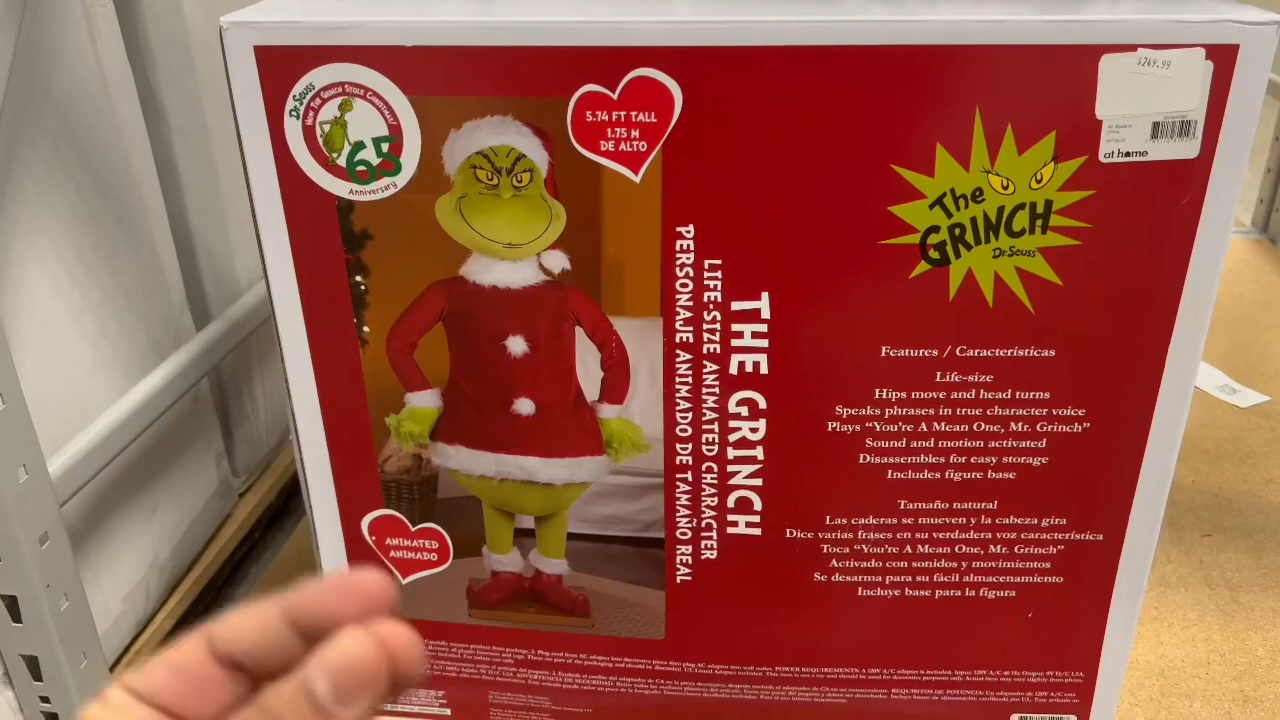 Dr. Seuss
HOW THE GRINCH STOLE CHRISTMAS!
65
Anniversary
5.74 FT TALL
1.75 M
DE ALTO
$249.99
at home
The
GRINCH
Dr. Seuss
THE GRINCH
LIFE-SIZE ANIMATED CHARACTER
PERSONAJE ANIMADO DE TAMAÑO REAL
Features / Características
Life-size
Hips move and head turns
Speaks phrases in true character voice
Plays “You’re A Mean One, Mr. Grinch”
Sound and motion activated
Disassembles for easy storage
Includes figure base
Tamaño natural
Las caderas se mueven y la cabeza gira
Dice varias frases en su verdadera voz característica
Toca “You’re A Mean One, Mr. Grinch”
Activado con sonidos y movimientos
Se desarma para su fácil almacenamiento
Incluye base para la figura
ANIMATED
ANIMADO